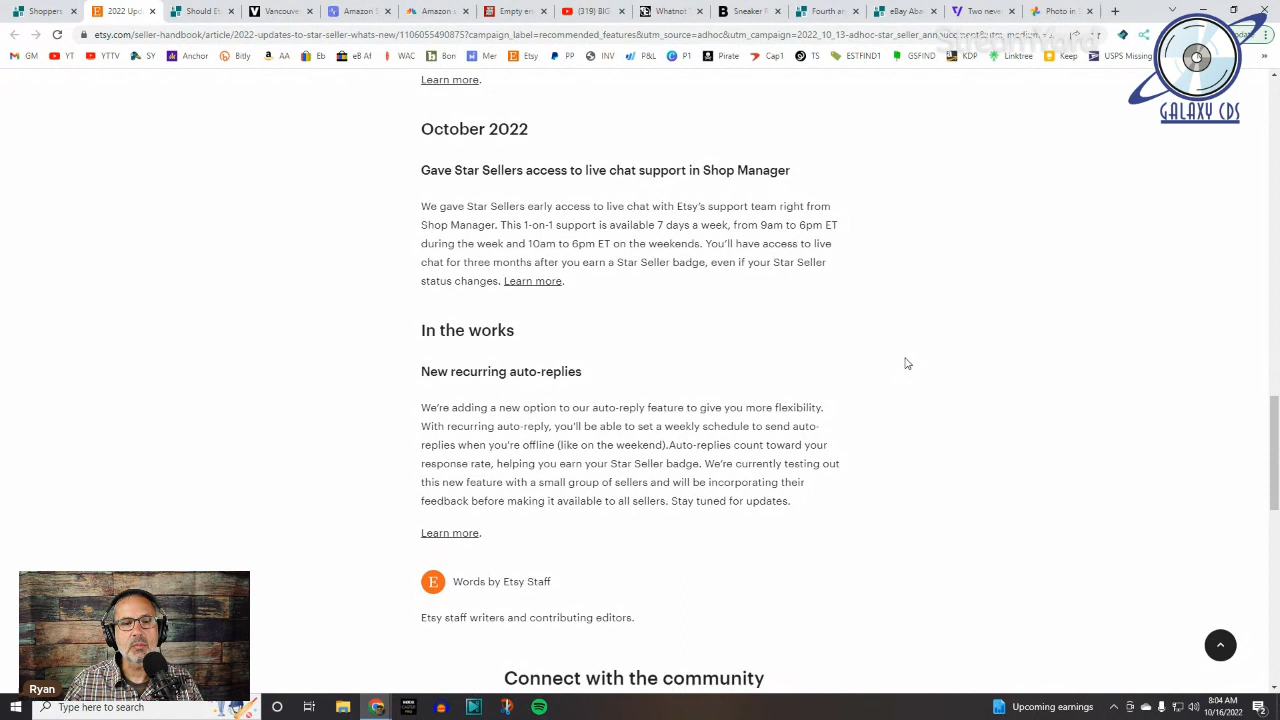 Shoppers
2022 Upd
Should Et
Vancouve
Amazon S
Amazon s
Empty en
(319) BIG
Whatnot
Sneaker R
Fourth an
eBay Aba
Two new
Photo in
etsy.com/seller-handbook/article/2022-updates-to-star-seller-whats-new/1106055490875?campaign_label=recommended_features&utm_source=adhoc&utm_campaign=2022_10_13-adhoc-star_seller_announcement&utm_medium
GM
YT
YTTV
SY
Anchor
Bitly
AA
Eb
eB Af
WAC
Bon
Mer
Etsy
PP
INV
P&L
P1
Pirate
Cap1
TS
ESTFIND1
GSFIND
KDP
Linktree
Keep
USPS Missing
GALAXY CDS
Learn more.
October 2022
Gave Star Sellers access to live chat support in Shop Manager
We gave Star Sellers early access to live chat with Etsy's support team right from
Shop Manager. This 1-on-1 support is available 7 days a week, from 9am to 6pm ET
during the week and 10am to 6pm ET on the weekends. You'll have access to live
chat for three months after you earn a Star Seller badge, even if your Star Seller
status changes. Learn more.
In the works
New recurring auto-replies
We're adding a new option to our auto-reply feature to give you more flexibility.
With recurring auto-reply, you'll be able to set a weekly schedule to send auto-
replies when you're offline (like on the weekend).Auto-replies count toward your
response rate, helping you earn your Star Seller badge. We're currently testing out
this new feature with a small group of sellers and will be incorporating their
feedback before making it available to all sellers. Stay tuned for updates.
Learn more.
E
Words by Etsy Staff
Etsy staff writers and contributing editors.
Connect with the community
Ryan
Type here to search
Upcoming earnings
8:04 AM
10/16/2022
2